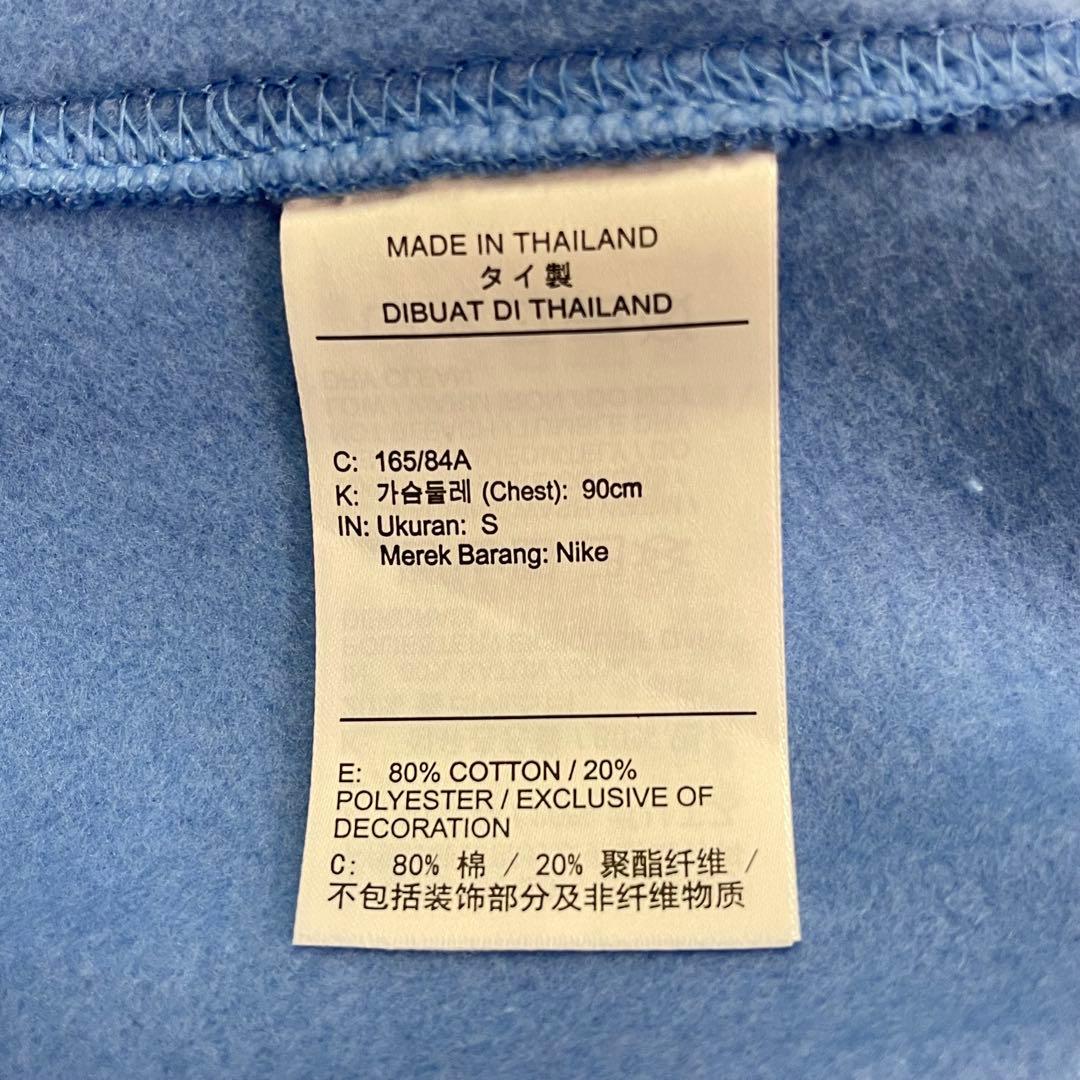 MADE IN THAILAND
タイ製
DIBUAT DI THAILAND
C: 165/84A
K: 가슴둘레 (Chest): 90cm
IN: Ukuran: S
Merek Barang: Nike
E: 80% COTTON / 20%
POLYESTER / EXCLUSIVE OF
DECORATION
C: 80% 棉 / 20% 聚酯纤维 /
不包括装饰部分及非纤维物质